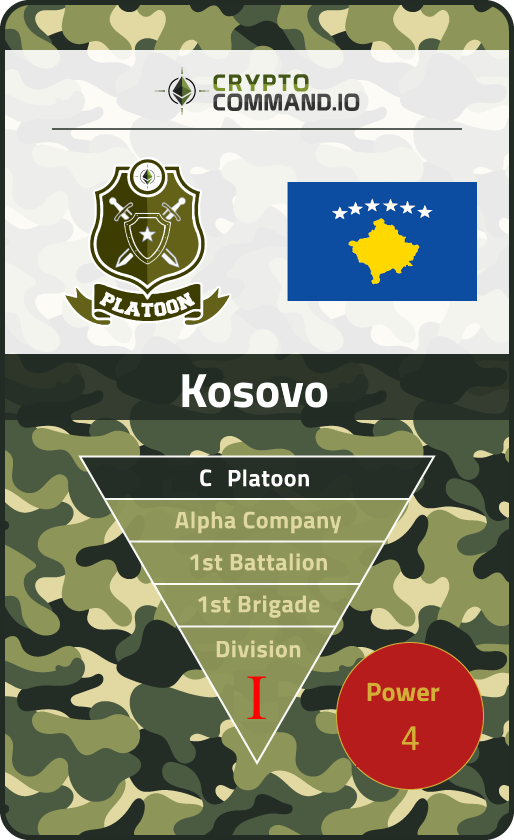 CRYPTO
COMMAND.IO
PLATOON
Kosovo
C Platoon
Alpha Company
1st Battalion
1st Brigade
Division
I
Power
4